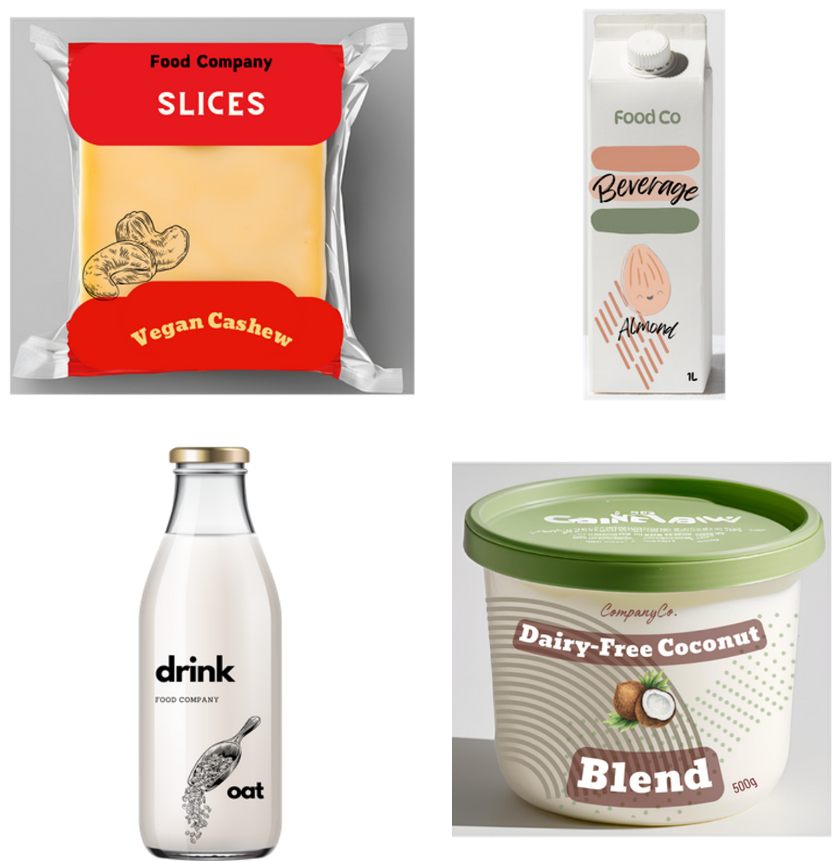 Food Company
SLICES
Vegan Cashew
Food Co
Beverage
Almond
1L
drink
FOOD COMPANY
oat
CompanyCo.
Dairy-Free Coconut
Blend
500g